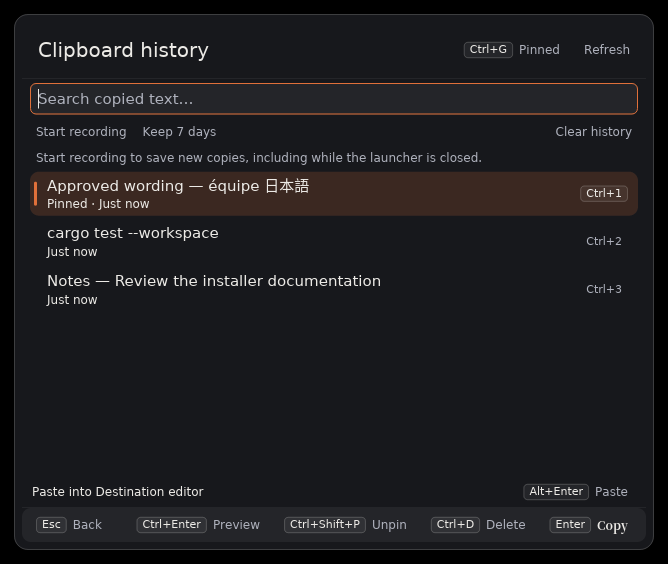 Clipboard history Ctrl+G Pinned Refresh
Search copied text…
Start recording Keep 7 days Clear history
Start recording to save new copies, including while the launcher is closed.
Approved wording — équipe 日本語 Ctrl+1
Pinned · Just now
cargo test --workspace Ctrl+2
Just now
Notes — Review the installer documentation Ctrl+3
Just now
Paste into Destination editor Alt+Enter Paste
Esc Back Ctrl+Enter Preview Ctrl+Shift+P Unpin Ctrl+D Delete Enter Copy